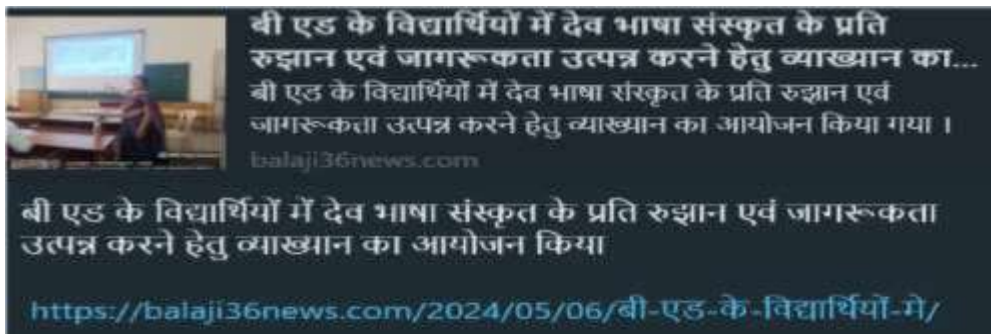 बी एड के विद्यार्थियों में देव भाषा संस्कृत के प्रति
रुझान एवं जागरूकता उत्पन्न करने हेतु व्याख्यान का...
बी एड के विद्यार्थियों में देव भाषा संस्कृत के प्रति रुझान एवं
जागरूकता उत्पन्न करने हेतु व्याख्यान का आयोजन किया गया ।
balaji36news.com
बी एड के विद्यार्थियों में देव भाषा संस्कृत के प्रति रुझान एवं जागरूकता
उत्पन्न करने हेतु व्याख्यान का आयोजन किया
https://balaji36news.com/2024/05/06/बी-एड-के-विद्यार्थियों-मे/